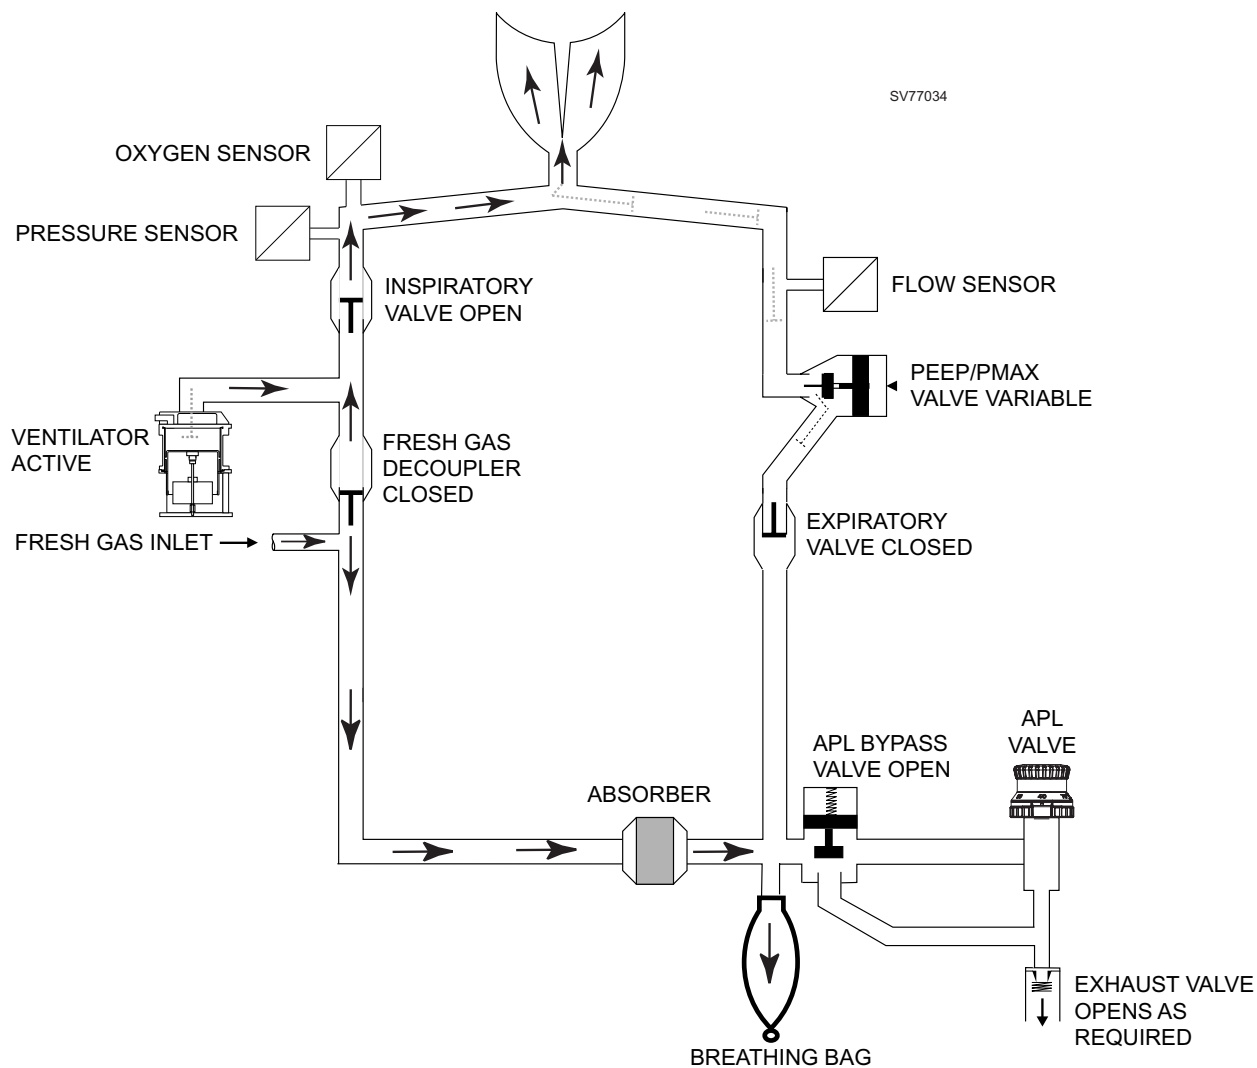 SV77034
OXYGEN SENSOR
PRESSURE SENSOR
INSPIRATORY
VALVE OPEN
FLOW SENSOR
PEEP/PMAX
VALVE VARIABLE
VENTILATOR
ACTIVE
FRESH GAS
DECOUPLER
CLOSED
FRESH GAS INLET
EXPIRATORY
VALVE CLOSED
APL
VALVE
APL BYPASS
VALVE OPEN
ABSORBER
EXHAUST VALVE
OPENS AS
REQUIRED
BREATHING BAG